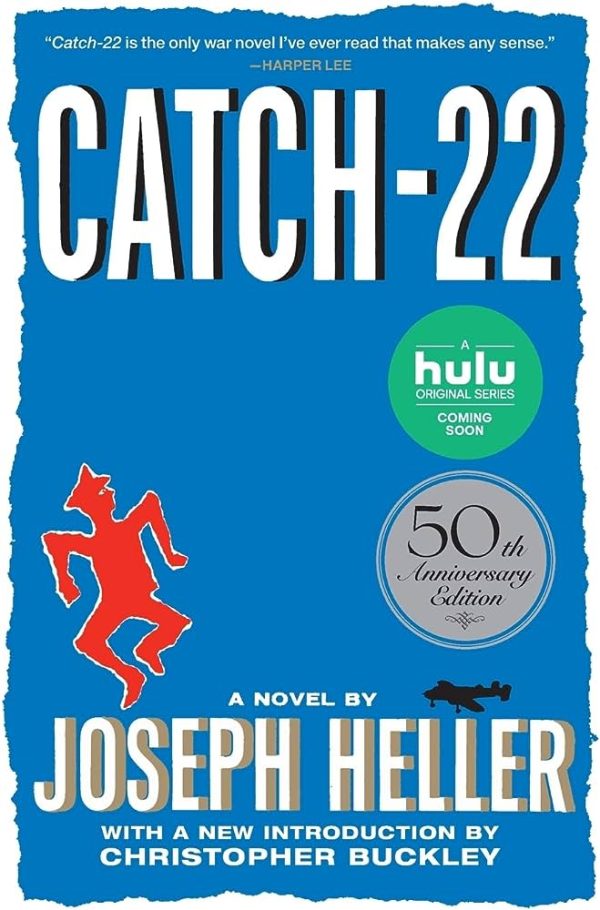 “Catch-22 is the only war novel I’ve ever read that makes any sense.”
—HARPER LEE
CATCH-22
A
hulu
ORIGINAL SERIES
COMING
SOON
50th
Anniversary
Edition
A NOVEL BY
JOSEPH HELLER
WITH A NEW INTRODUCTION BY
CHRISTOPHER BUCKLEY